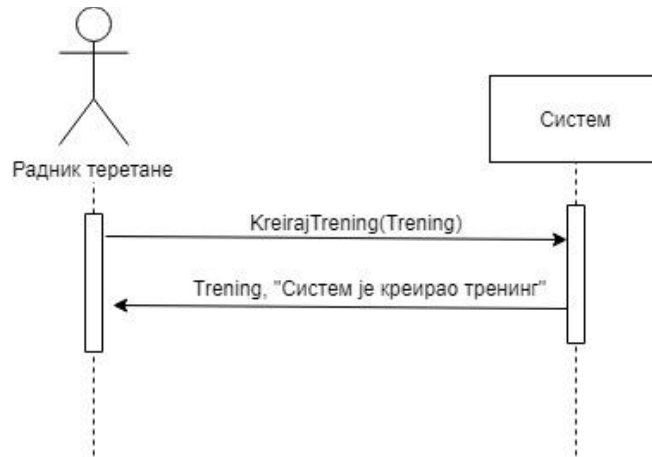 Систем
Радник теретане
KreirajTrening(Trening)
Trening, "Систем је креирао тренинг"